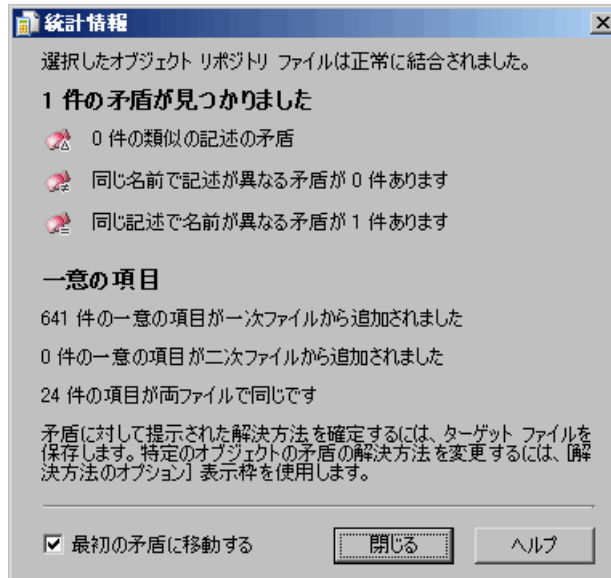 統計情報
選択したオブジェクト リポジトリ ファイルは正常に結合されました。
1 件の矛盾が見つかりました
0 件の類似の記述の矛盾
同じ名前で記述が異なる矛盾が 0 件あります
同じ記述で名前が異なる矛盾が 1 件あります
一意の項目
641 件の一意の項目が一次ファイルから追加されました
0 件の一意の項目が二次ファイルから追加されました
24 件の項目が両ファイルで同じです
矛盾に対して提示された解決方法を確定するには、ターゲット ファイルを
保存します。特定のオブジェクトの矛盾の解決方法を変更するには、[解
決方法のオプション] 表示枠を使用します。
最初の矛盾に移動する
閉じる
ヘルプ